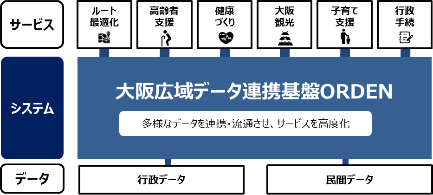 サービス
ルート
最適化
高齢者
支援
健康
づくり
大阪
観光
子育て
支援
行政
手続
システム
大阪広域データ連携基盤ORDEN
多様なデータを連携・流通させ、サービスを高度化
データ
行政データ
民間データ